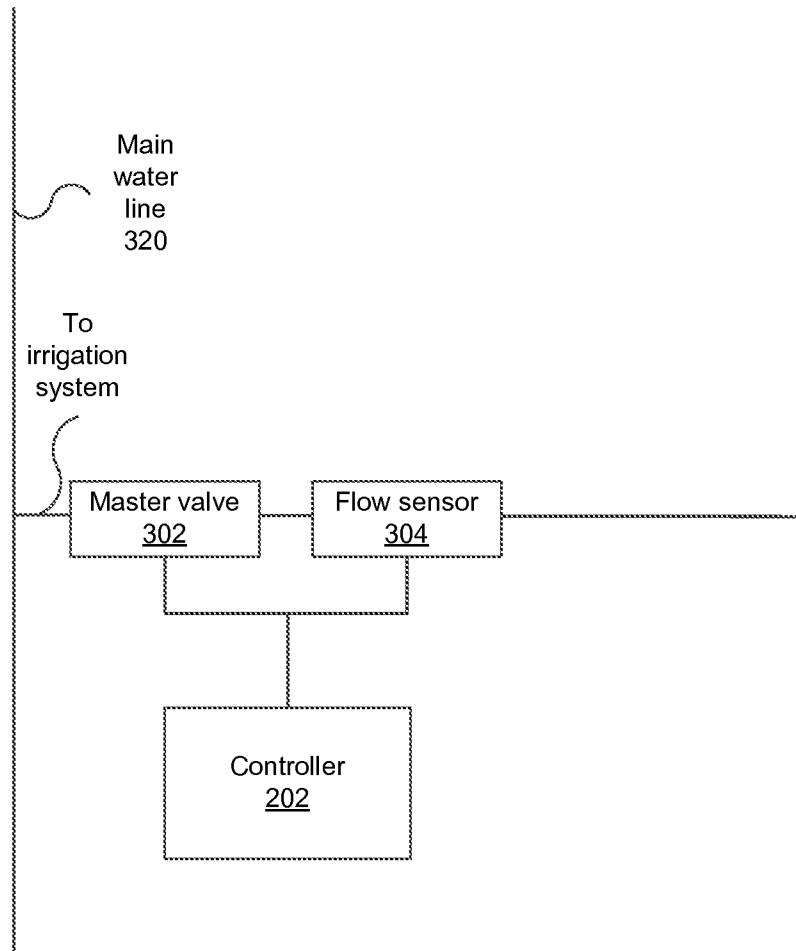 Main
water
line
320
To
irrigation
system
Master valve
302
Flow sensor
304
Controller
202